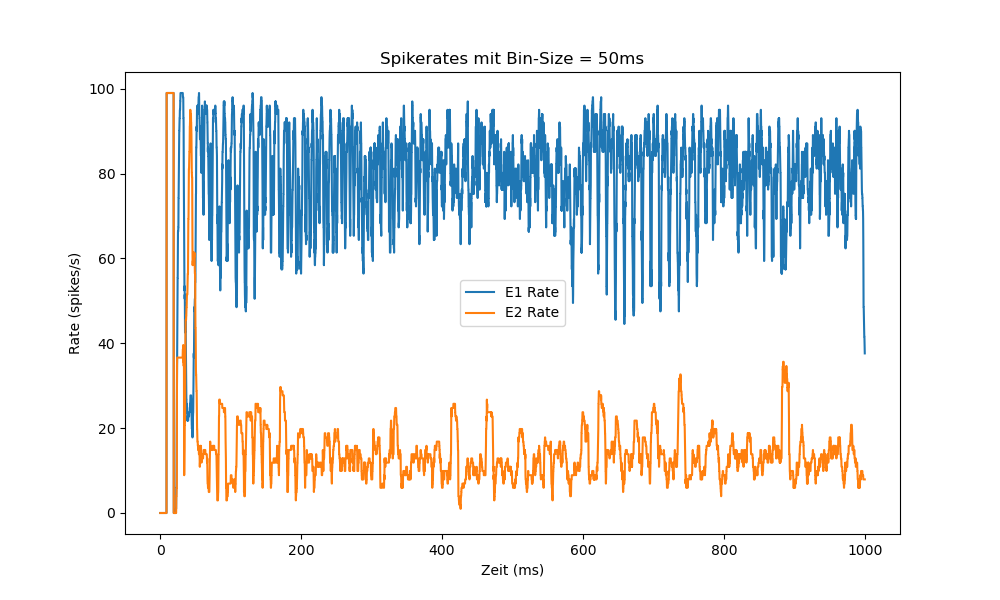 Spikerates mit Bin-Size = 50ms
100
80
60
40
20
0
Rate (spikes/s)
E1 Rate
E2 Rate
0
200
400
600
800
1000
Zeit (ms)